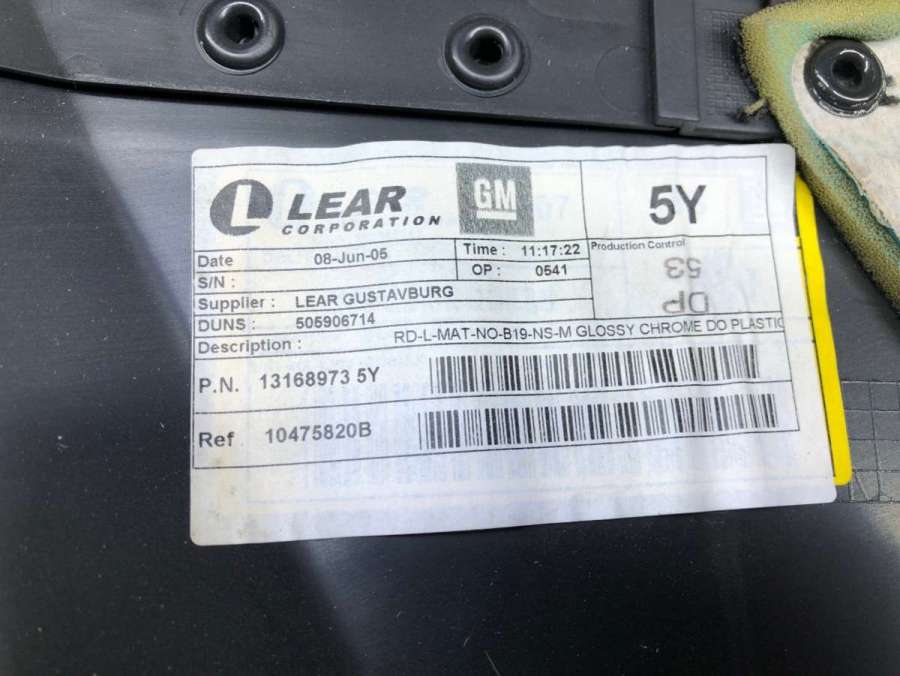 L LEAR
CORPORATION
GM
5Y
Date 08-Jun-05
Time : 11:17:22
Production Control
S/N :
OP : 0541
53
DP
Supplier : LEAR GUSTAVBURG
DUNS : 505906714
Description : RD-L-MAT-NO-B19-NS-M GLOSSY CHROME DO PLASTIC
P.N. 13168973 5Y
Ref 10475820B